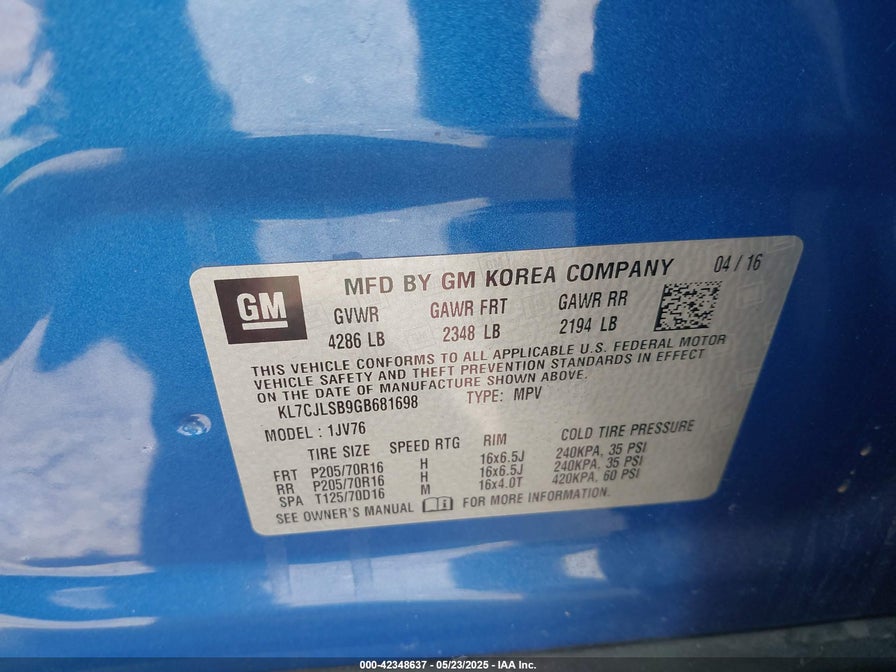 GM
MFD BY GM KOREA COMPANY 04 / 16
GVWR GAWR FRT GAWR RR
4286 LB 2348 LB 2194 LB
THIS VEHICLE CONFORMS TO ALL APPLICABLE U.S. FEDERAL MOTOR
VEHICLE SAFETY AND THEFT PREVENTION STANDARDS IN EFFECT
ON THE DATE OF MANUFACTURE SHOWN ABOVE.
KL7CJLSB9GB681698 TYPE: MPV
MODEL : 1JV76
TIRE SIZE SPEED RTG RIM COLD TIRE PRESSURE
FRT P205/70R16 H 16x6.5J 240KPA, 35 PSI
RR P205/70R16 H 16x6.5J 240KPA, 35 PSI
SPA T125/70D16 M 16x4.0T 420KPA, 60 PSI
SEE OWNER'S MANUAL FOR MORE INFORMATION.
000-42348637 - 05/23/2025 - IAA Inc.